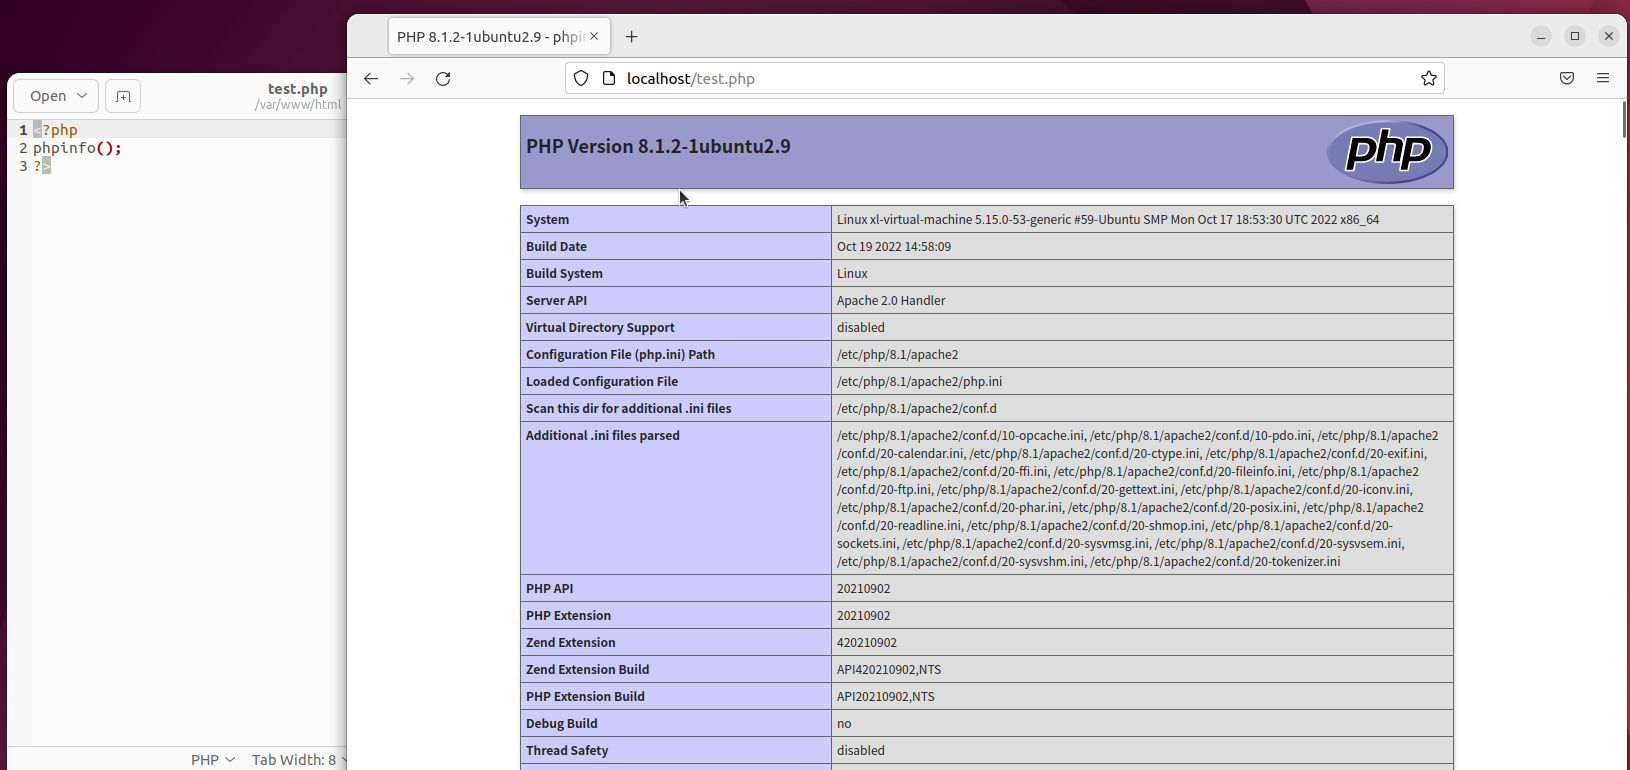 Open
test.php
/var/www/html
1 <?php
2 phpinfo();
3 ?>
PHP
Tab Width: 8
PHP 8.1.2-1ubuntu2.9 - phpi
localhost/test.php
PHP Version 8.1.2-1ubuntu2.9
php
System Linux xl-virtual-machine 5.15.0-53-generic #59-Ubuntu SMP Mon Oct 17 18:53:30 UTC 2022 x86_64
Build Date Oct 19 2022 14:58:09
Build System Linux
Server API Apache 2.0 Handler
Virtual Directory Support disabled
Configuration File (php.ini) Path /etc/php/8.1/apache2
Loaded Configuration File /etc/php/8.1/apache2/php.ini
Scan this dir for additional .ini files /etc/php/8.1/apache2/conf.d
Additional .ini files parsed /etc/php/8.1/apache2/conf.d/10-opcache.ini, /etc/php/8.1/apache2/conf.d/10-pdo.ini, /etc/php/8.1/apache2
/conf.d/20-calendar.ini, /etc/php/8.1/apache2/conf.d/20-ctype.ini, /etc/php/8.1/apache2/conf.d/20-exif.ini,
/etc/php/8.1/apache2/conf.d/20-ffi.ini, /etc/php/8.1/apache2/conf.d/20-fileinfo.ini, /etc/php/8.1/apache2
/conf.d/20-ftp.ini, /etc/php/8.1/apache2/conf.d/20-gettext.ini, /etc/php/8.1/apache2/conf.d/20-iconv.ini,
/etc/php/8.1/apache2/conf.d/20-phar.ini, /etc/php/8.1/apache2/conf.d/20-posix.ini, /etc/php/8.1/apache2
/conf.d/20-readline.ini, /etc/php/8.1/apache2/conf.d/20-shmop.ini, /etc/php/8.1/apache2/conf.d/20-
sockets.ini, /etc/php/8.1/apache2/conf.d/20-sysvmsg.ini, /etc/php/8.1/apache2/conf.d/20-sysvsem.ini,
/etc/php/8.1/apache2/conf.d/20-sysvshm.ini, /etc/php/8.1/apache2/conf.d/20-tokenizer.ini
PHP API 20210902
PHP Extension 20210902
Zend Extension 420210902
Zend Extension Build API420210902,NTS
PHP Extension Build API20210902,NTS
Debug Build no
Thread Safety disabled